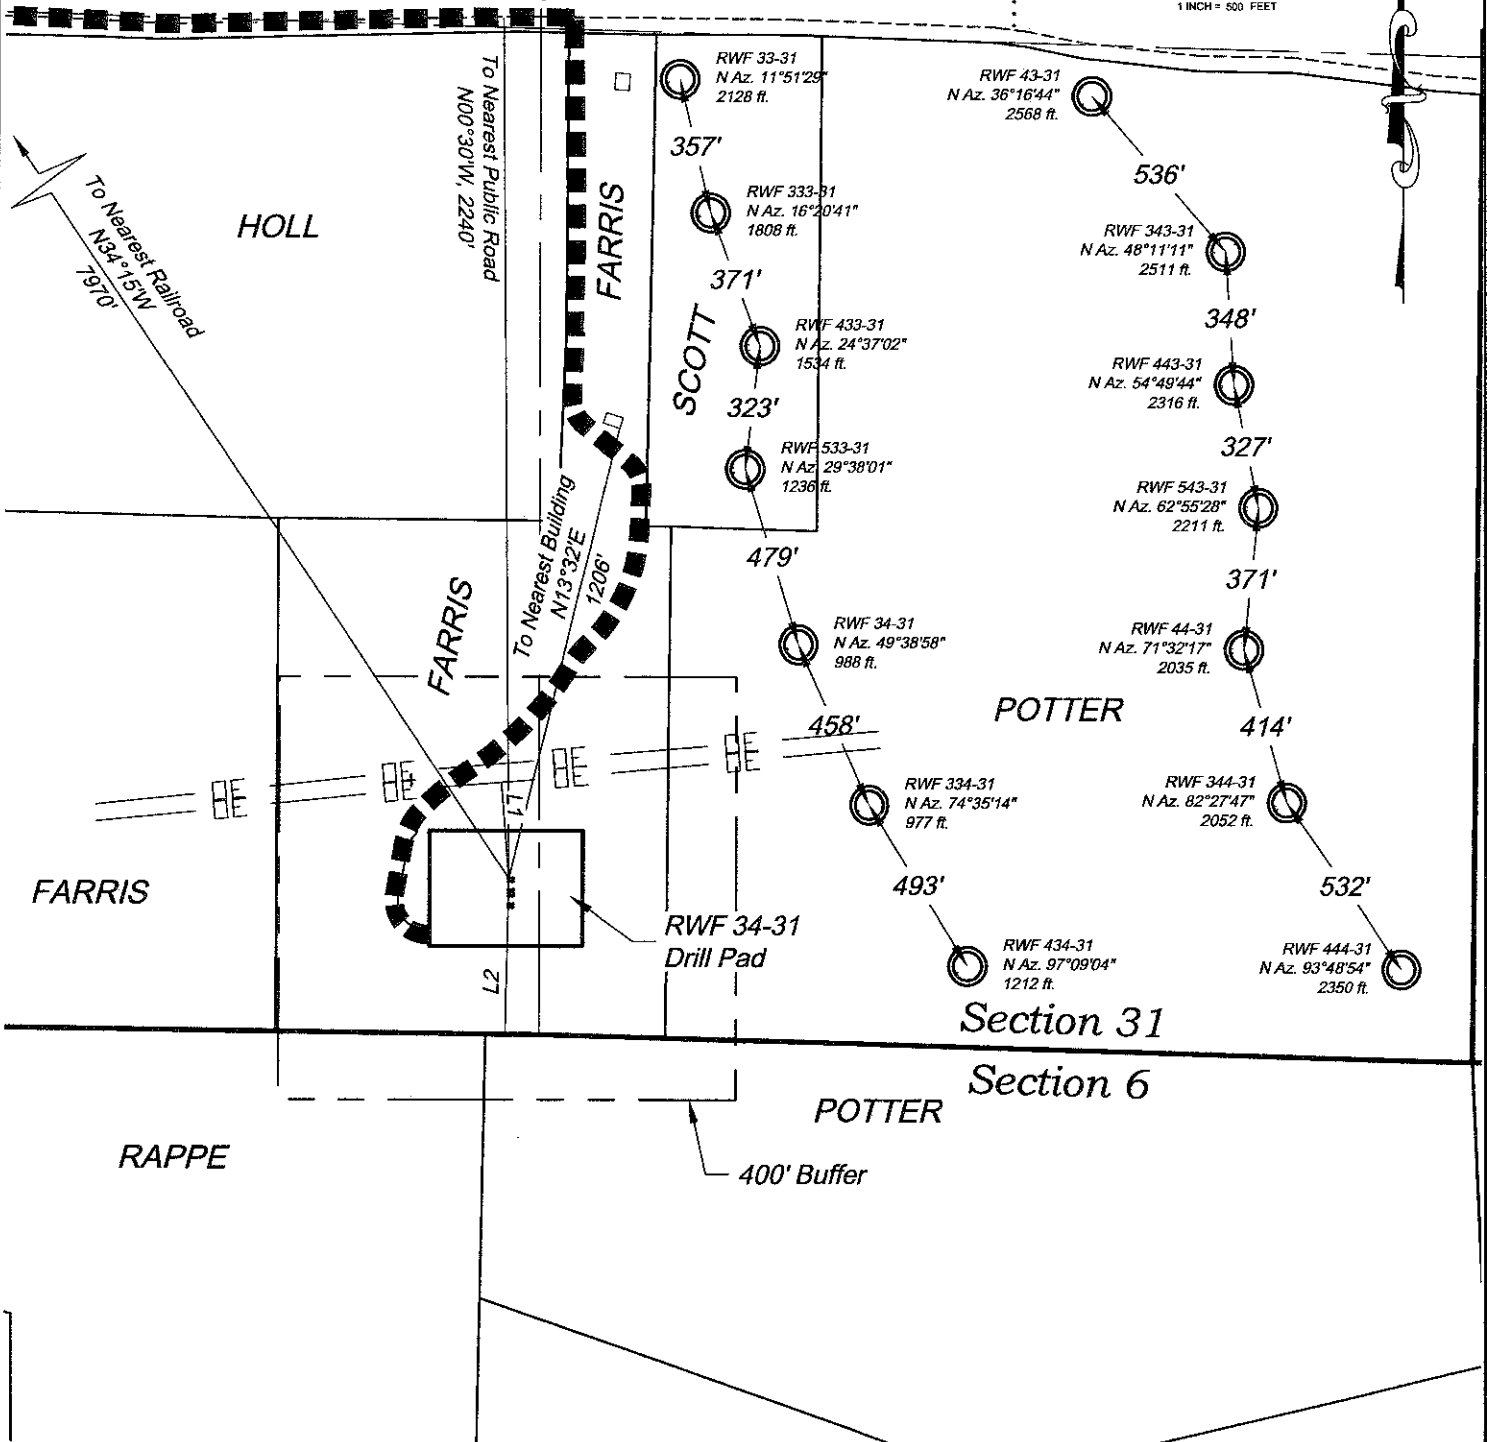 1 INCH = 500 FEET
RWF 33-31
N Az. 11°51'29"
2128 ft.
RWF 43-31
N Az. 36°16'44"
2568 ft.
To Nearest Public Road
N00°30'W, 2240'
357'
536'
To Nearest Railroad
N34°15'W
7970'
HOLL
FARRIS
RWF 333-31
N Az. 16°20'41"
1808 ft.
RWF 343-31
N Az. 48°11'11"
2511 ft.
371'
348'
SCOTT
RWF 433-31
N Az. 24°37'02"
1534 ft.
RWF 443-31
N Az. 54°49'44"
2316 ft.
323'
327'
RWF 533-31
N Az. 29°38'01"
1236 ft.
RWF 543-31
N Az. 62°55'28"
2211 ft.
To Nearest Building
N13°32'E
1206'
479'
371'
FARRIS
RWF 34-31
N Az. 49°38'58"
988 ft.
RWF 44-31
N Az. 71°32'17"
2035 ft.
POTTER
458'
414'
L1
RWF 334-31
N Az. 74°35'14"
977 ft.
RWF 344-31
N Az. 82°27'47"
2052 ft.
FARRIS
493'
532'
RWF 34-31
Drill Pad
L2
RWF 434-31
N Az. 97°09'04"
1212 ft.
RWF 444-31
N Az. 93°48'54"
2350 ft.
Section 31
Section 6
POTTER
RAPPE
400' Buffer